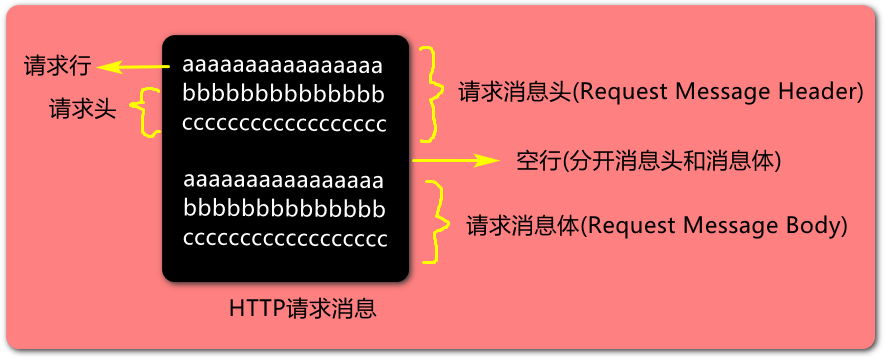 请求行
请求头
aaaaaaaaaaaaaaaa
bbbbbbbbbbbbbb
cccccccccccccccccc
aaaaaaaaaaaaaaaa
bbbbbbbbbbbbbb
cccccccccccccccccc
请求消息头(Request Message Header)
空行(分开消息头和消息体)
请求消息体(Request Message Body)
HTTP请求消息